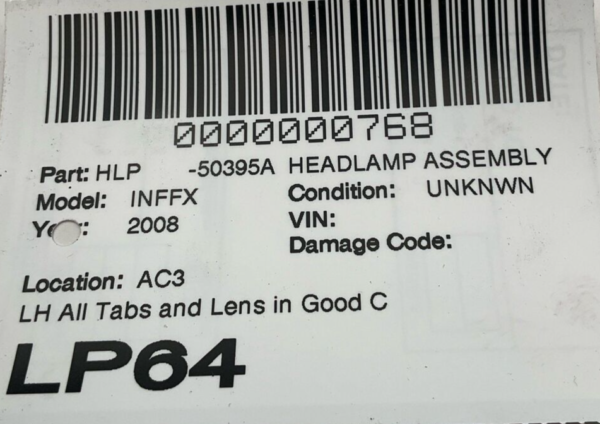 0000000768
Part: HLP -50395A HEADLAMP ASSEMBLY
Model: INFFX Condition: UNKNWN
2008 VIN:
Damage Code:
Location: AC3
LH All Tabs and Lens in Good C
LP64